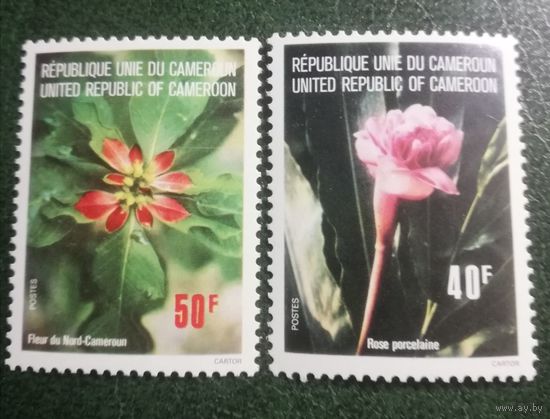 RÉPUBLIQUE UNIE DU CAMEROUN
UNITED REPUBLIC OF CAMEROON
POSTES
50F
Fleur du Nord-Cameroun
CARTOR
RÉPUBLIQUE UNIE DU CAMEROUN
UNITED REPUBLIC OF CAMEROON
POSTES
40F
Rose porcelaine
CARTOR
www.ay.by